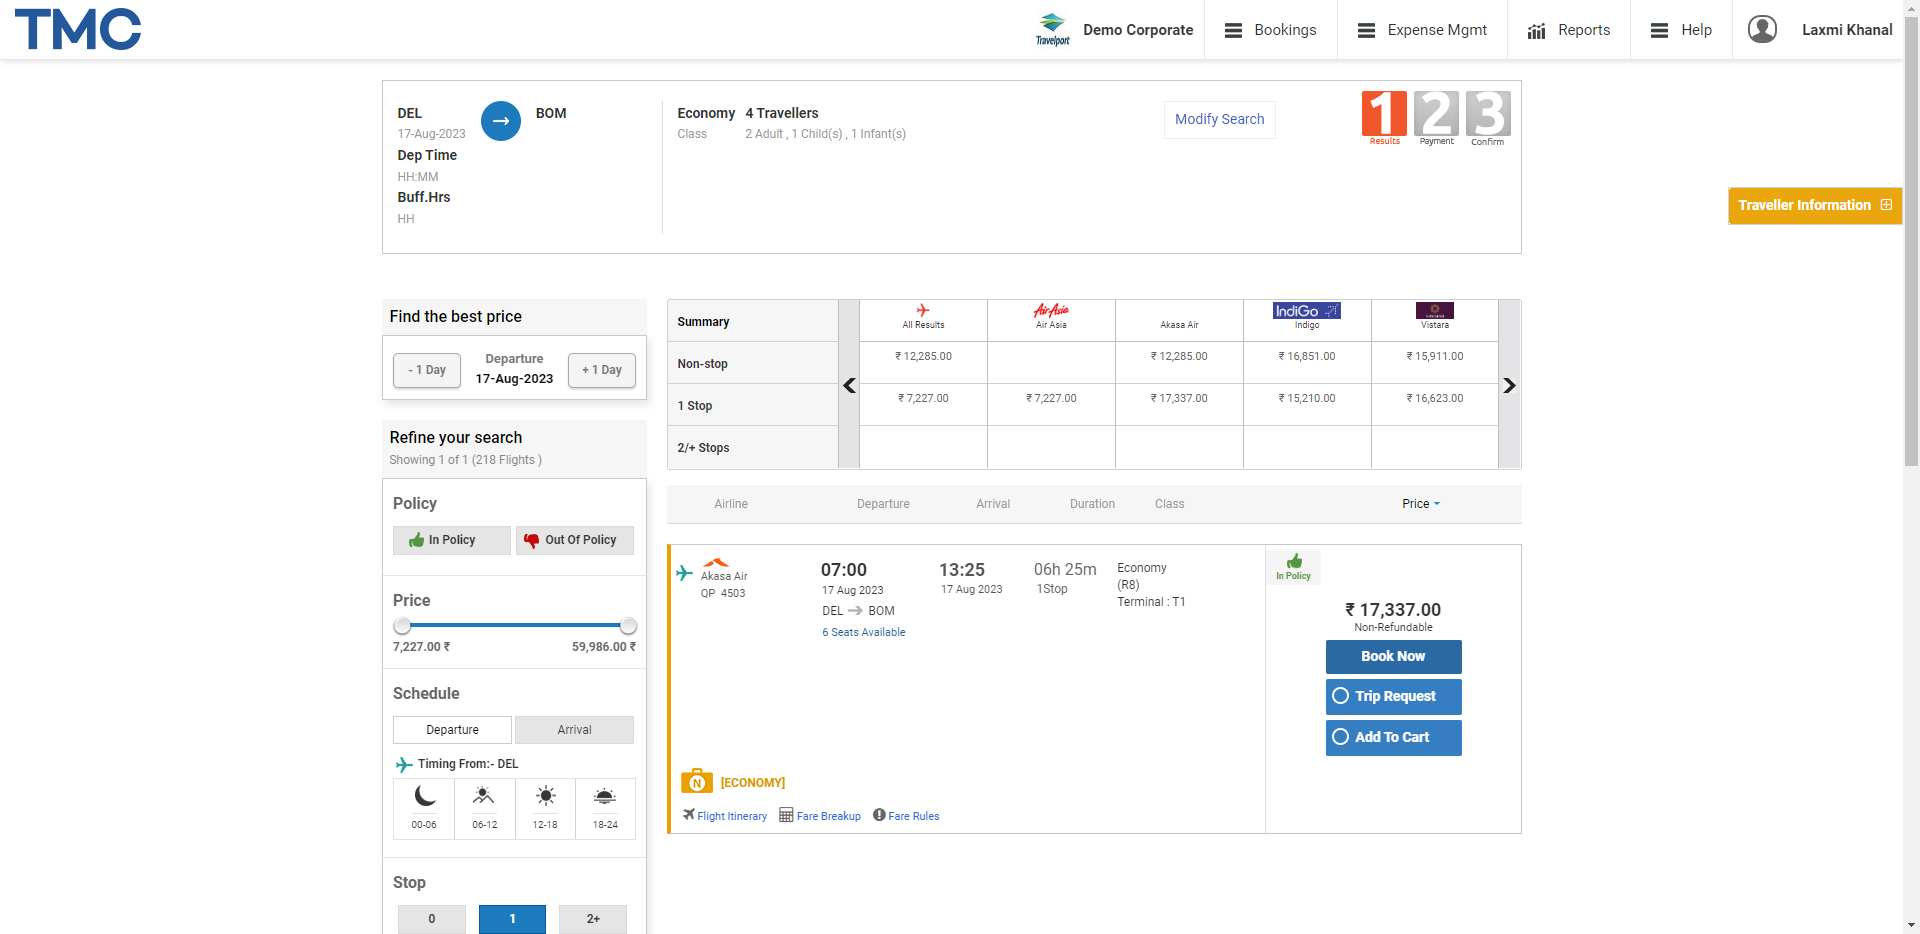 TMC
Travelport
Demo Corporate
Bookings
Expense Mgmt
Reports
Help
Laxmi Khanal
DEL
17-Aug-2023
BOM
Dep Time
HH:MM
Buff.Hrs
HH
Economy
Class
4 Travellers
2 Adult , 1 Child(s) , 1 Infant(s)
Modify Search
1 2 3
Results Payment Confirm
Traveller Information
Find the best price
- 1 Day
Departure
17-Aug-2023
+ 1 Day
Refine your search
Showing 1 of 1 (218 Flights )
Policy
In Policy
Out Of Policy
Price
7,227.00 ₹ 59,986.00 ₹
Schedule
Departure Arrival
Timing From:- DEL
00-06 06-12 12-18 18-24
Stop
0 1 2+
Summary All Results AirAsia Air Asia Akasa Air IndiGo Indigo Vistara
Non-stop ₹ 12,285.00 ₹ 12,285.00 ₹ 16,851.00 ₹ 15,911.00
1 Stop ₹ 7,227.00 ₹ 7,227.00 ₹ 17,337.00 ₹ 15,210.00 ₹ 16,623.00
2/+ Stops
Airline Departure Arrival Duration Class Price
Akasa Air
QP 4503
07:00
17 Aug 2023
DEL BOM
6 Seats Available
13:25
17 Aug 2023
06h 25m
1Stop
Economy
(R8)
Terminal : T1
In Policy
₹ 17,337.00
Non-Refundable
Book Now
Trip Request
Add To Cart
N [ECONOMY]
Flight Itinerary Fare Breakup Fare Rules